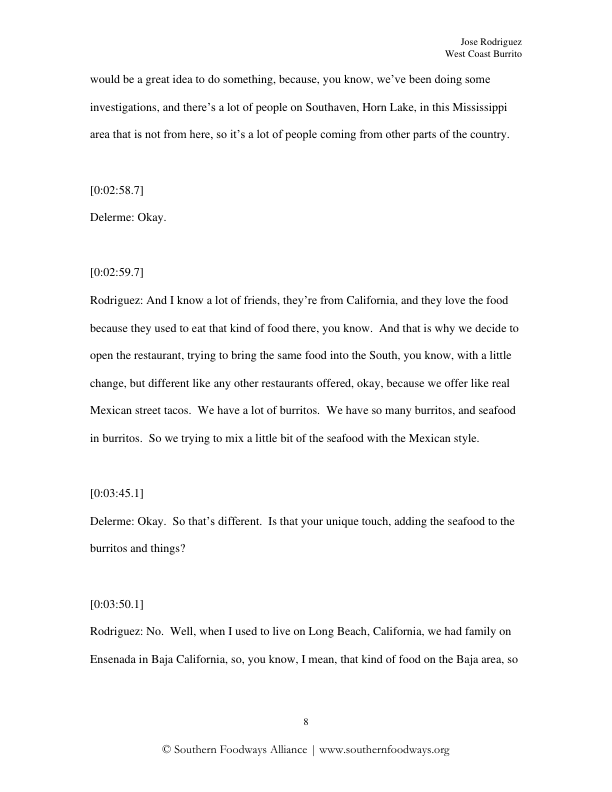 Jose Rodriguez
West Coast Burrito
would be a great idea to do something, because, you know, we’ve been doing some
investigations, and there’s a lot of people on Southaven, Horn Lake, in this Mississippi
area that is not from here, so it’s a lot of people coming from other parts of the country.
[0:02:58.7]
Delerme: Okay.
[0:02:59.7]
Rodriguez: And I know a lot of friends, they’re from California, and they love the food
because they used to eat that kind of food there, you know.  And that is why we decide to
open the restaurant, trying to bring the same food into the South, you know, with a little
change, but different like any other restaurants offered, okay, because we offer like real
Mexican street tacos.  We have a lot of burritos.  We have so many burritos, and seafood
in burritos.  So we trying to mix a little bit of the seafood with the Mexican style.
[0:03:45.1]
Delerme: Okay.  So that’s different.  Is that your unique touch, adding the seafood to the
burritos and things?
[0:03:50.1]
Rodriguez: No.  Well, when I used to live on Long Beach, California, we had family on
Ensenada in Baja California, so, you know, I mean, that kind of food on the Baja area, so
8
© Southern Foodways Alliance | www.southernfoodways.org